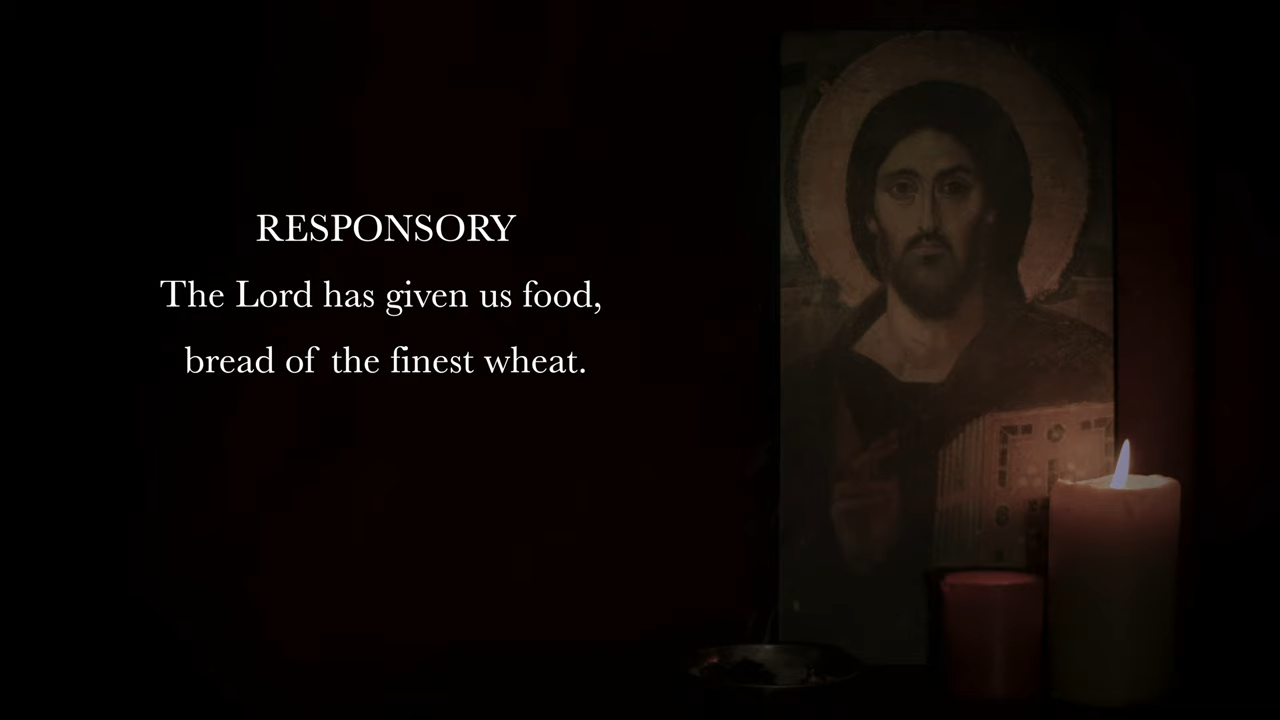 RESPONSORY
The Lord has given us food,
bread of the finest wheat.